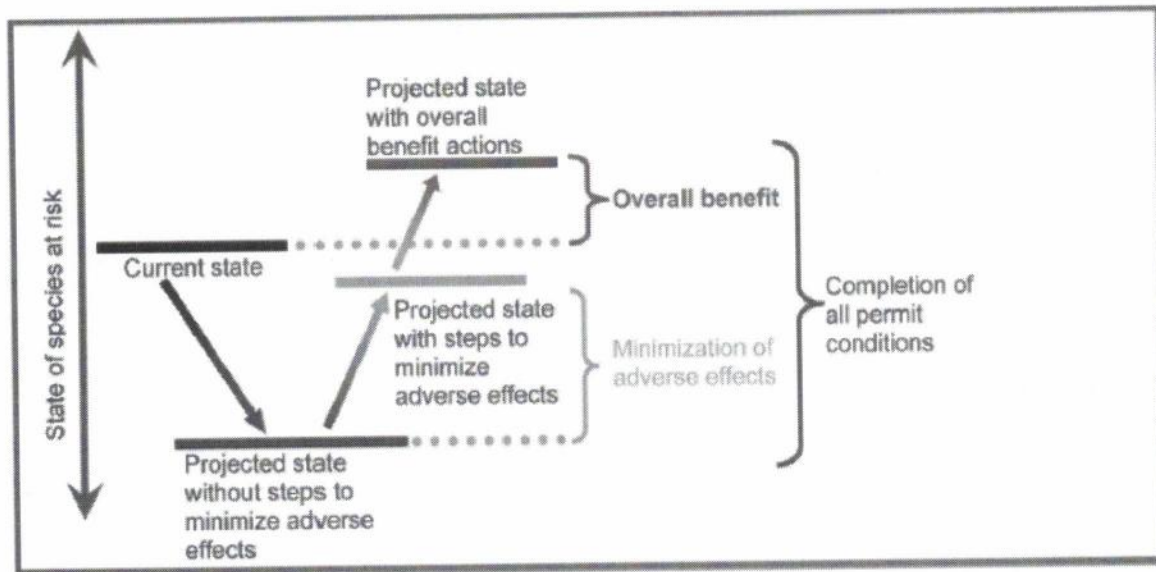 State of species at risk
Projected state
with overall
benefit actions
Overall benefit
Current state
Projected state
with steps to
minimize
adverse effects
Minimization of
adverse effects
Completion of
all permit
conditions
Projected state
without steps to
minimize adverse
effects